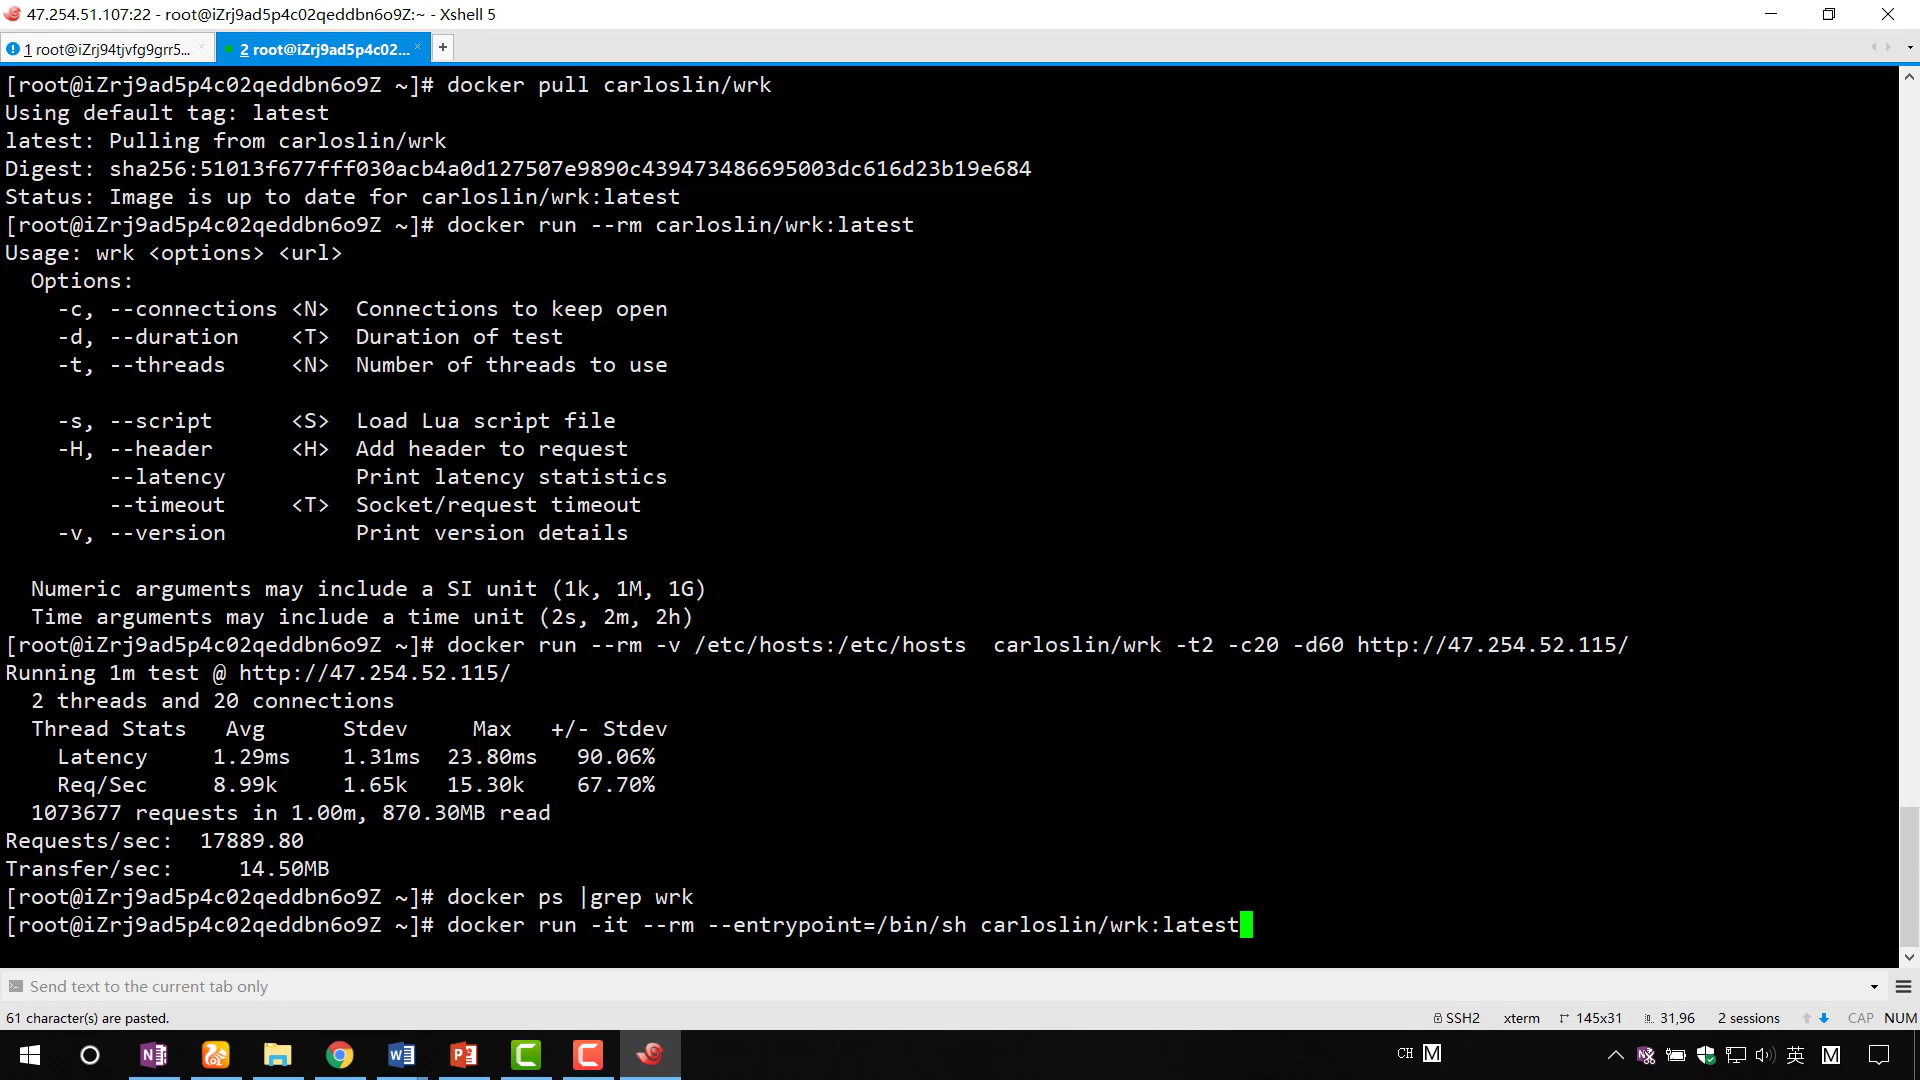 47.254.51.107:22 - root@iZrj9ad5p4c02qeddbn6o9Z:~ - Xshell 5
1 root@iZrj94tjvfg9grr5...
2 root@iZrj9ad5p4c02...
[root@iZrj9ad5p4c02qeddbn6o9Z ~]# docker pull carloslin/wrk
Using default tag: latest
latest: Pulling from carloslin/wrk
Digest: sha256:51013f677fff030acb4a0d127507e9890c439473486695003dc616d23b19e684
Status: Image is up to date for carloslin/wrk:latest
[root@iZrj9ad5p4c02qeddbn6o9Z ~]# docker run --rm carloslin/wrk:latest
Usage: wrk <options> <url>
  Options:
    -c, --connections <N>  Connections to keep open
    -d, --duration    <T>  Duration of test
    -t, --threads     <N>  Number of threads to use
    -s, --script      <S>  Load Lua script file
    -H, --header      <H>  Add header to request
        --latency          Print latency statistics
        --timeout     <T>  Socket/request timeout
    -v, --version          Print version details
  Numeric arguments may include a SI unit (1k, 1M, 1G)
  Time arguments may include a time unit (2s, 2m, 2h)
[root@iZrj9ad5p4c02qeddbn6o9Z ~]# docker run --rm -v /etc/hosts:/etc/hosts  carloslin/wrk -t2 -c20 -d60 http://47.254.52.115/
Running 1m test @ http://47.254.52.115/
  2 threads and 20 connections
  Thread Stats   Avg      Stdev     Max   +/- Stdev
    Latency     1.29ms    1.31ms  23.80ms   90.06%
    Req/Sec     8.99k     1.65k   15.30k    67.70%
  1073677 requests in 1.00m, 870.30MB read
Requests/sec:  17889.80
Transfer/sec:     14.50MB
[root@iZrj9ad5p4c02qeddbn6o9Z ~]# docker ps |grep wrk
[root@iZrj9ad5p4c02qeddbn6o9Z ~]# docker run -it --rm --entrypoint=/bin/sh carloslin/wrk:latest
Send text to the current tab only
61 character(s) are pasted.
SSH2 xterm 145x31 31,96 2 sessions CAP NUM
CH M 英 M